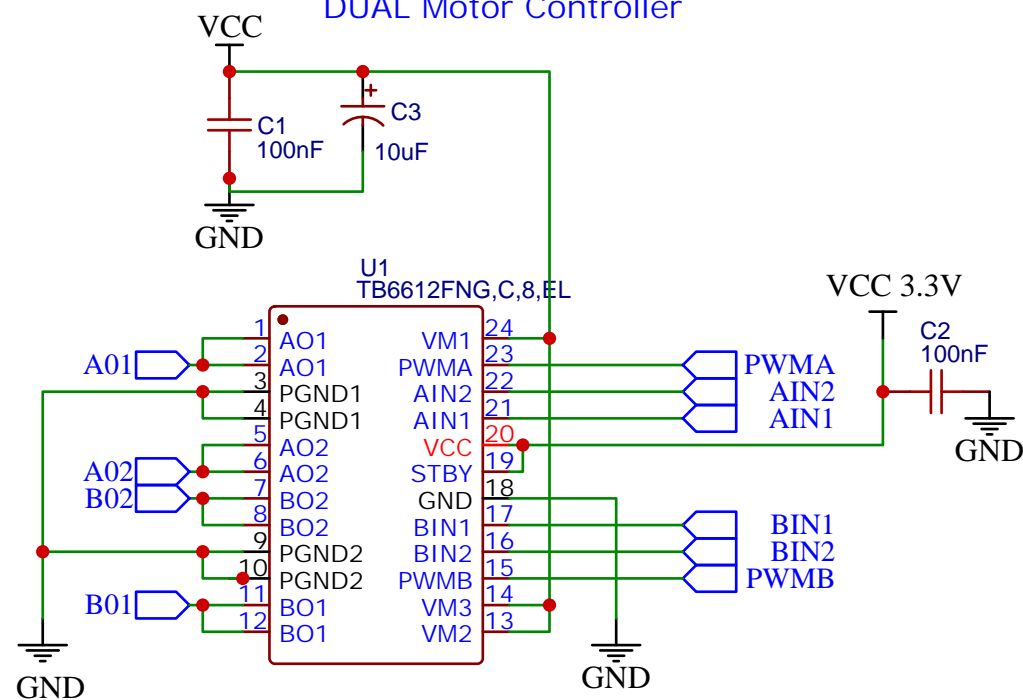 DUAL Motor Controller
VCC
+
C3
10uF
C1
100nF
GND
U1
TB6612FNG,C,8,EL
VCC 3.3V
C2
100nF
GND
A01
A02
B02
B01
1 AO1
2 AO1
3 PGND1
4 PGND1
5 AO2
6 AO2
7 BO2
8 BO2
9 PGND2
10 PGND2
11 BO1
12 BO1
VM1 24
PWMA 23
AIN2 22
AIN1 21
VCC 20
STBY 19
GND 18
BIN1 17
BIN2 16
PWMB 15
VM3 14
VM2 13
PWMA
AIN2
AIN1
BIN1
BIN2
PWMB
GND
GND